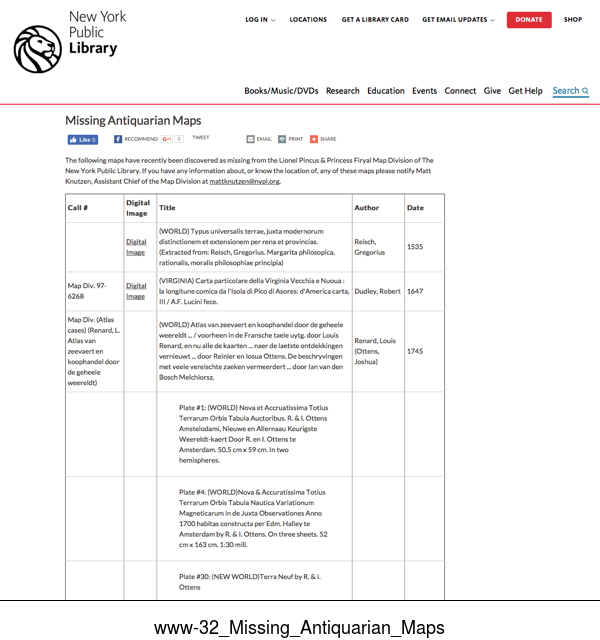 New York
Public
Library
LOG IN
LOCATIONS
GET A LIBRARY CARD
GET EMAIL UPDATES
DONATE
SHOP
Books/Music/DVDs Research Education Events Connect Give Get Help Search
Missing Antiquarian Maps
Like 0
RECOMMEND
G+1 0
TWEET
EMAIL
PRINT
SHARE
The following maps have recently been discovered as missing from the Lionel Pincus & Princess Firyal Map Division of The
New York Public Library. If you have any information about, or know the location of, any of these maps please notify Matt
Knutzen, Assistant Chief of the Map Division at mattknutzen@nypl.org.
Call #
Digital
Image
Title
Author
Date
Digital
Image
(WORLD) Typus universalis terrae, juxta modernorum
distinctionem et extensionem per rena et provincias.
(Extracted from: Reisch, Gregorius. Margarita philosopica,
rationalis, moralis philosophiae principia)
Reisch,
Gregorius
1535
Map Div. 97-
6268
Digital
Image
(VIRGINIA) Carta particolare della Virginia Vecchia e Nuoua :
la longitune comica da l'Isola di Pico di Asores: d'America carta,
III / A.F. Lucini fece.
Dudley, Robert
1647
Map Div. (Atlas
cases) (Renard, L.
Atlas van
zeevaert en
koophandel door
de geheele
weereldt)
(WORLD) Atlas van zeevaert en koophandel door de geheele
weereldt ... / voorheen in de Fransche taele uytg. door Louis
Renard, en nu alle de kaarten ... naer de laetste ontdekkingen
vernieuwt ... door Reinier en Iosua Ottens. De beschryvingen
met veele vereischte zaeken vermeerdert ... door Ian van den
Bosch Melchiorsz.
Renard, Louis
(Ottens,
Joshua)
1745
Plate #1: (WORLD) Nova et Accruatissima Totius
Terrarum Orbis Tabula Auctoribus. R. & I. Ottens
Amstelodami, Nieuwe en Allernaau Keurigste
Weereldt-kaert Door R. en I. Ottens te
Amsterdam. 50.5 cm x 59 cm. In two
hemispheres.
Plate #4: (WORLD)Nova & Accuratissima Totius
Terrarum Orbis Tabula Nautica Variationum
Magneticarum in de Juxta Observationes Anno
1700 habitas constructa per Edm. Halley te
Amsterdam by R. & I. Ottens. On three sheets. 52
cm x 163 cm. 1:30 mill.
Plate #30: (NEW WORLD)Terra Neuf by R. & I.
Ottens
www-32_Missing_Antiquarian_Maps